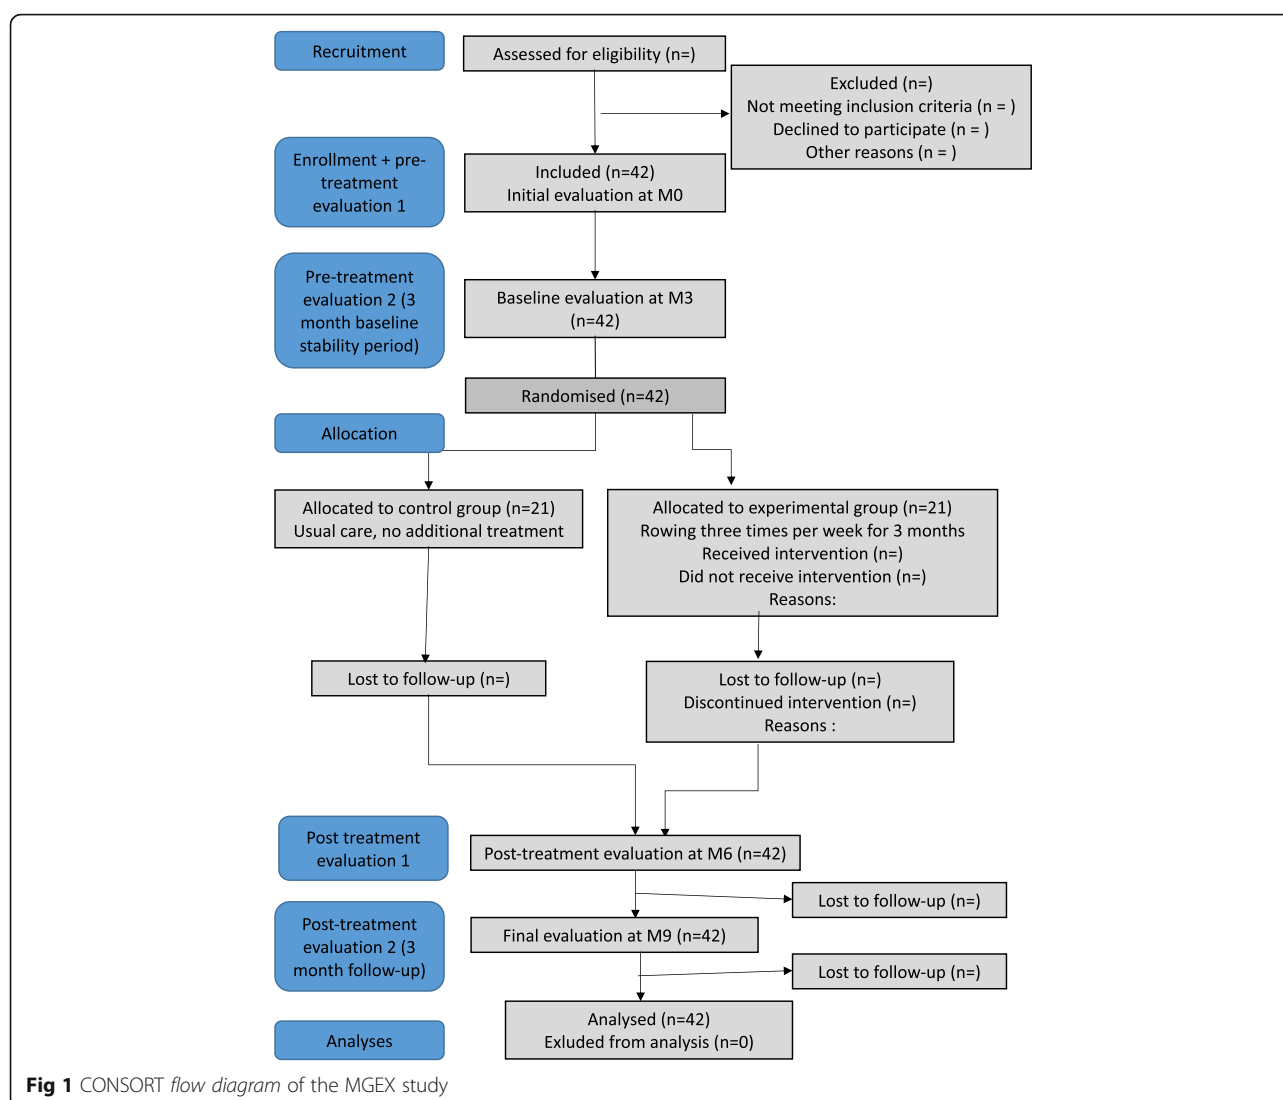 Recruitment
Assessed for eligibility (n=)
Excluded (n=)
Not meeting inclusion criteria (n = )
Declined to participate (n = )
Other reasons (n = )
Enrollment + pre-
treatment
evaluation 1
Included (n=42)
Initial evaluation at M0
Pre-treatment
evaluation 2 (3
month baseline
stability period)
Baseline evaluation at M3
(n=42)
Randomised (n=42)
Allocation
Allocated to control group (n=21)
Usual care, no additional treatment
Allocated to experimental group (n=21)
Rowing three times per week for 3 months
Received intervention (n=)
Did not receive intervention (n=)
Reasons:
Lost to follow-up (n=)
Lost to follow-up (n=)
Discontinued intervention (n=)
Reasons :
Post treatment
evaluation 1
Post-treatment evaluation at M6 (n=42)
Lost to follow-up (n=)
Post-treatment
evaluation 2 (3
month follow-up)
Final evaluation at M9 (n=42)
Lost to follow-up (n=)
Analyses
Analysed (n=42)
Exluded from analysis (n=0)
Fig 1 CONSORT flow diagram of the MGEX study